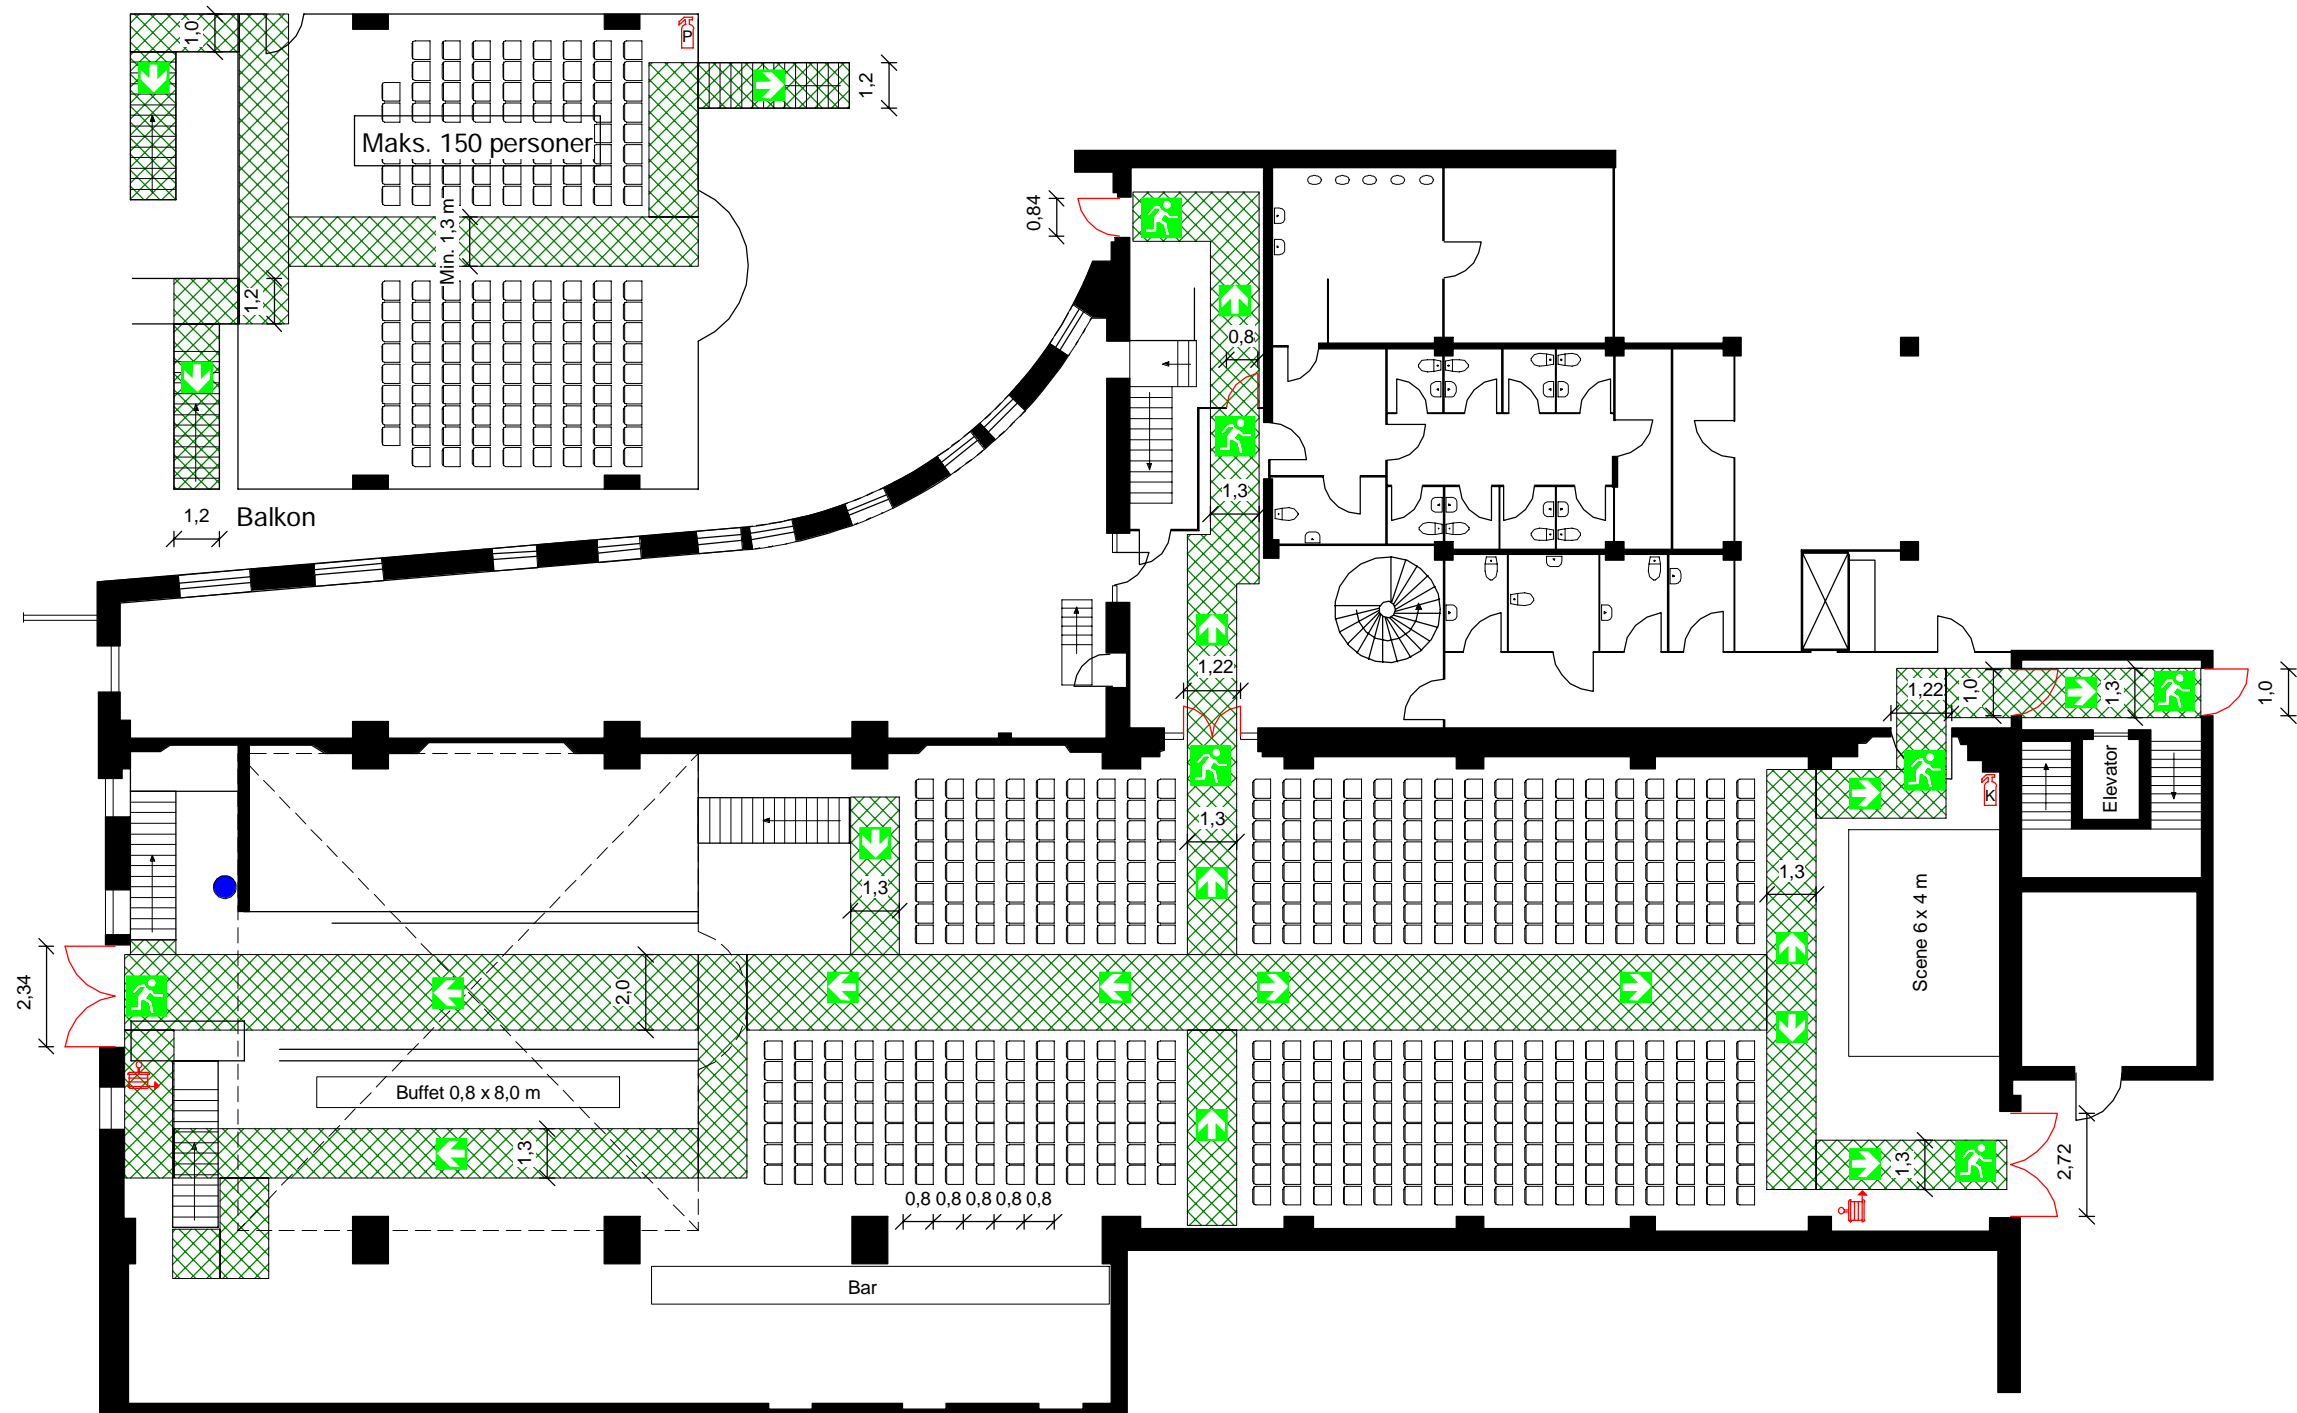 1,0
P
1,2
Maks. 150 personer
Min. 1,3 m
1,2
1,2
Balkon
0,84
0,8
1,3
1,22
1,22
1,0
1,3
1,0
Elevator
K
1,3
1,3
1,3
2,34
2,0
Scene 6 x 4 m
Buffet 0,8 x 8,0 m
1,3
1,3
2,72
0,8 0,8 0,8 0,8 0,8
Bar